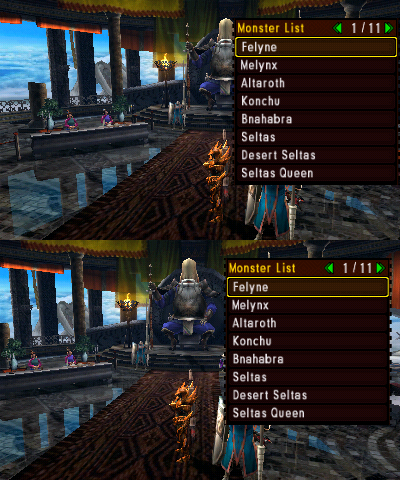 Monster List 1 / 11
Felyne
Melynx
Altaroth
Konchu
Bnahabra
Seltas
Desert Seltas
Seltas Queen
Monster List 1 / 11
Felyne
Melynx
Altaroth
Konchu
Bnahabra
Seltas
Desert Seltas
Seltas Queen